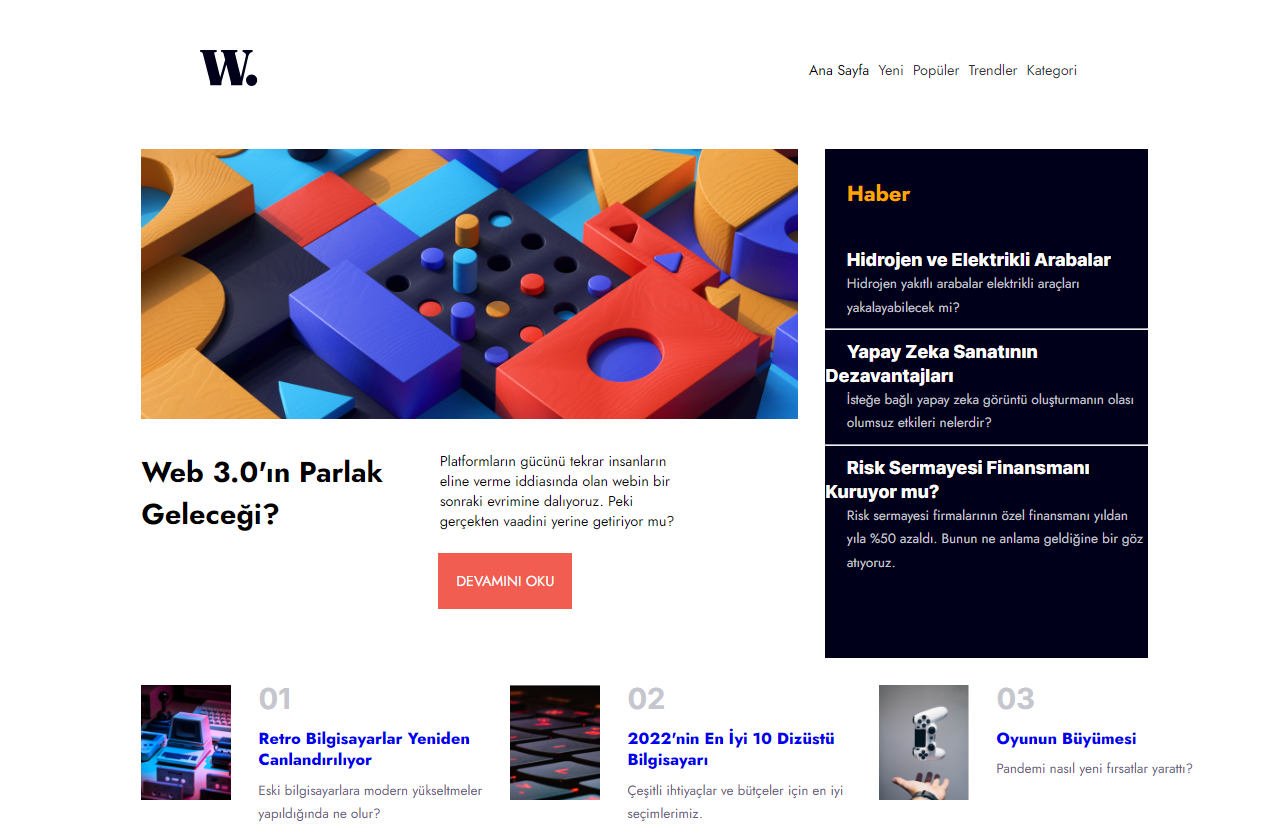 W.
Ana Sayfa Yeni Popüler Trendler Kategori
Web 3.0'ın Parlak
Geleceği?
Platformların gücünü tekrar insanların
eline verme iddiasında olan webin bir
sonraki evrimine dalıyoruz. Peki
gerçekten vaadini yerine getiriyor mu?
DEVAMINI OKU
Haber
Hidrojen ve Elektrikli Arabalar
Hidrojen yakıtlı arabalar elektrikli araçları
yakalayabilecek mi?
Yapay Zeka Sanatının
Dezavantajları
İsteğe bağlı yapay zeka görüntü oluşturmanın olası
olumsuz etkileri nelerdir?
Risk Sermayesi Finansmanı
Kuruyor mu?
Risk sermayesi firmalarının özel finansmanı yıldan
yıla %50 azaldı. Bunun ne anlama geldiğine bir göz
atıyoruz.
01
Retro Bilgisayarlar Yeniden
Canlandırılıyor
Eski bilgisayarlara modern yükseltmeler
yapıldığında ne olur?
02
2022'nin En İyi 10 Dizüstü
Bilgisayarı
Çeşitli ihtiyaçlar ve bütçeler için en iyi
seçimlerimiz.
03
Oyunun Büyümesi
Pandemi nasıl yeni fırsatlar yarattı?